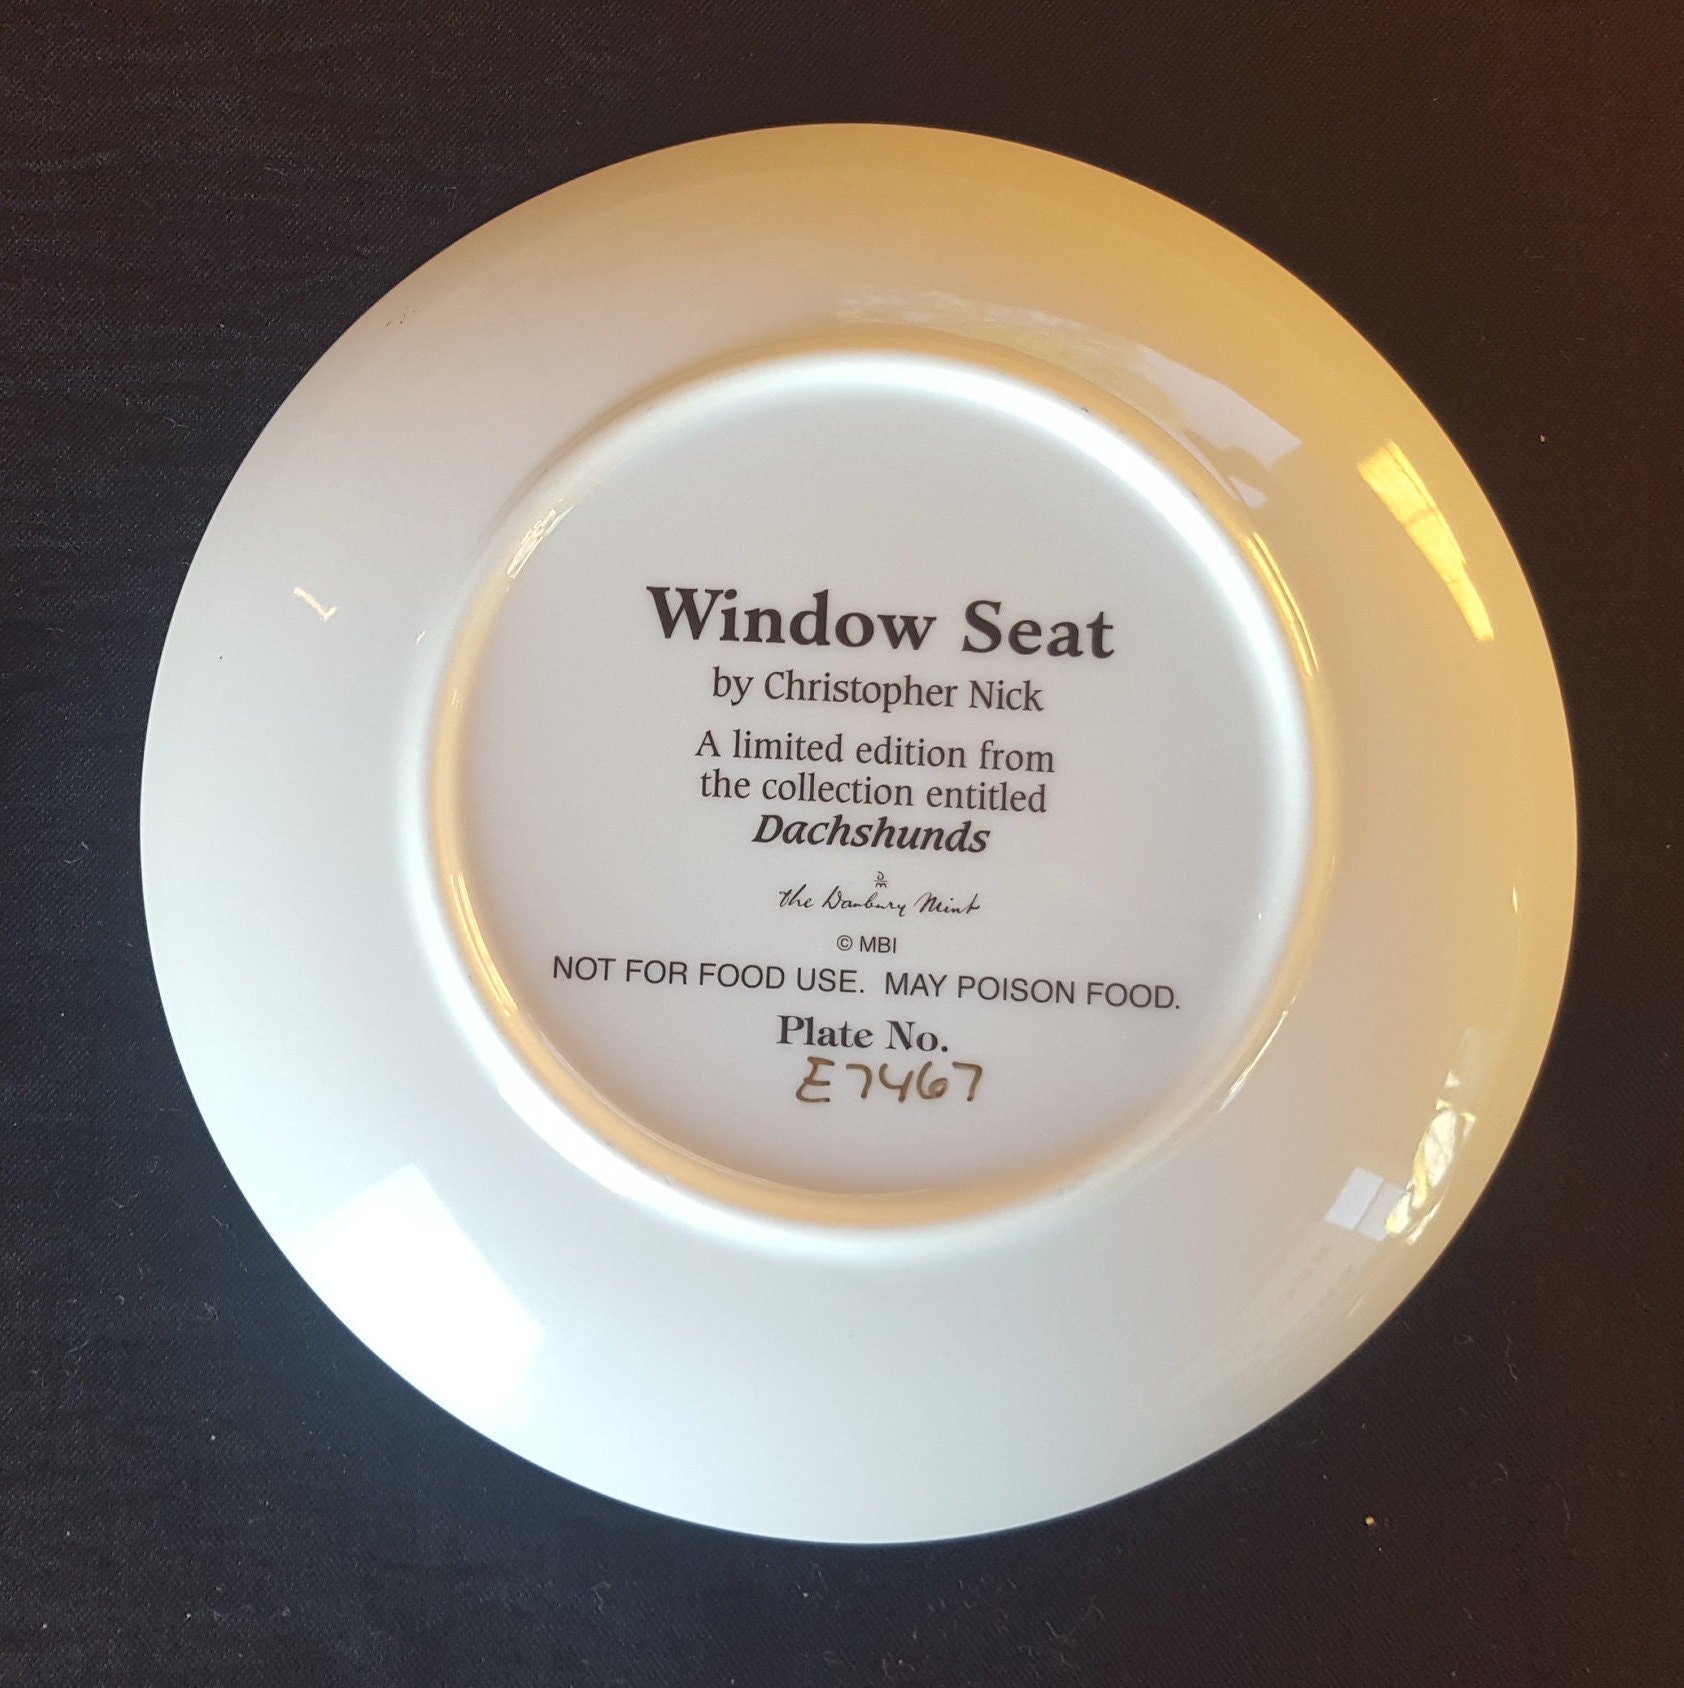 Window Seat
by Christopher Nick
A limited edition from
the collection entitled
Dachshunds
the Danbury Mint
© MBI
NOT FOR FOOD USE. MAY POISON FOOD.
Plate No.
E7467